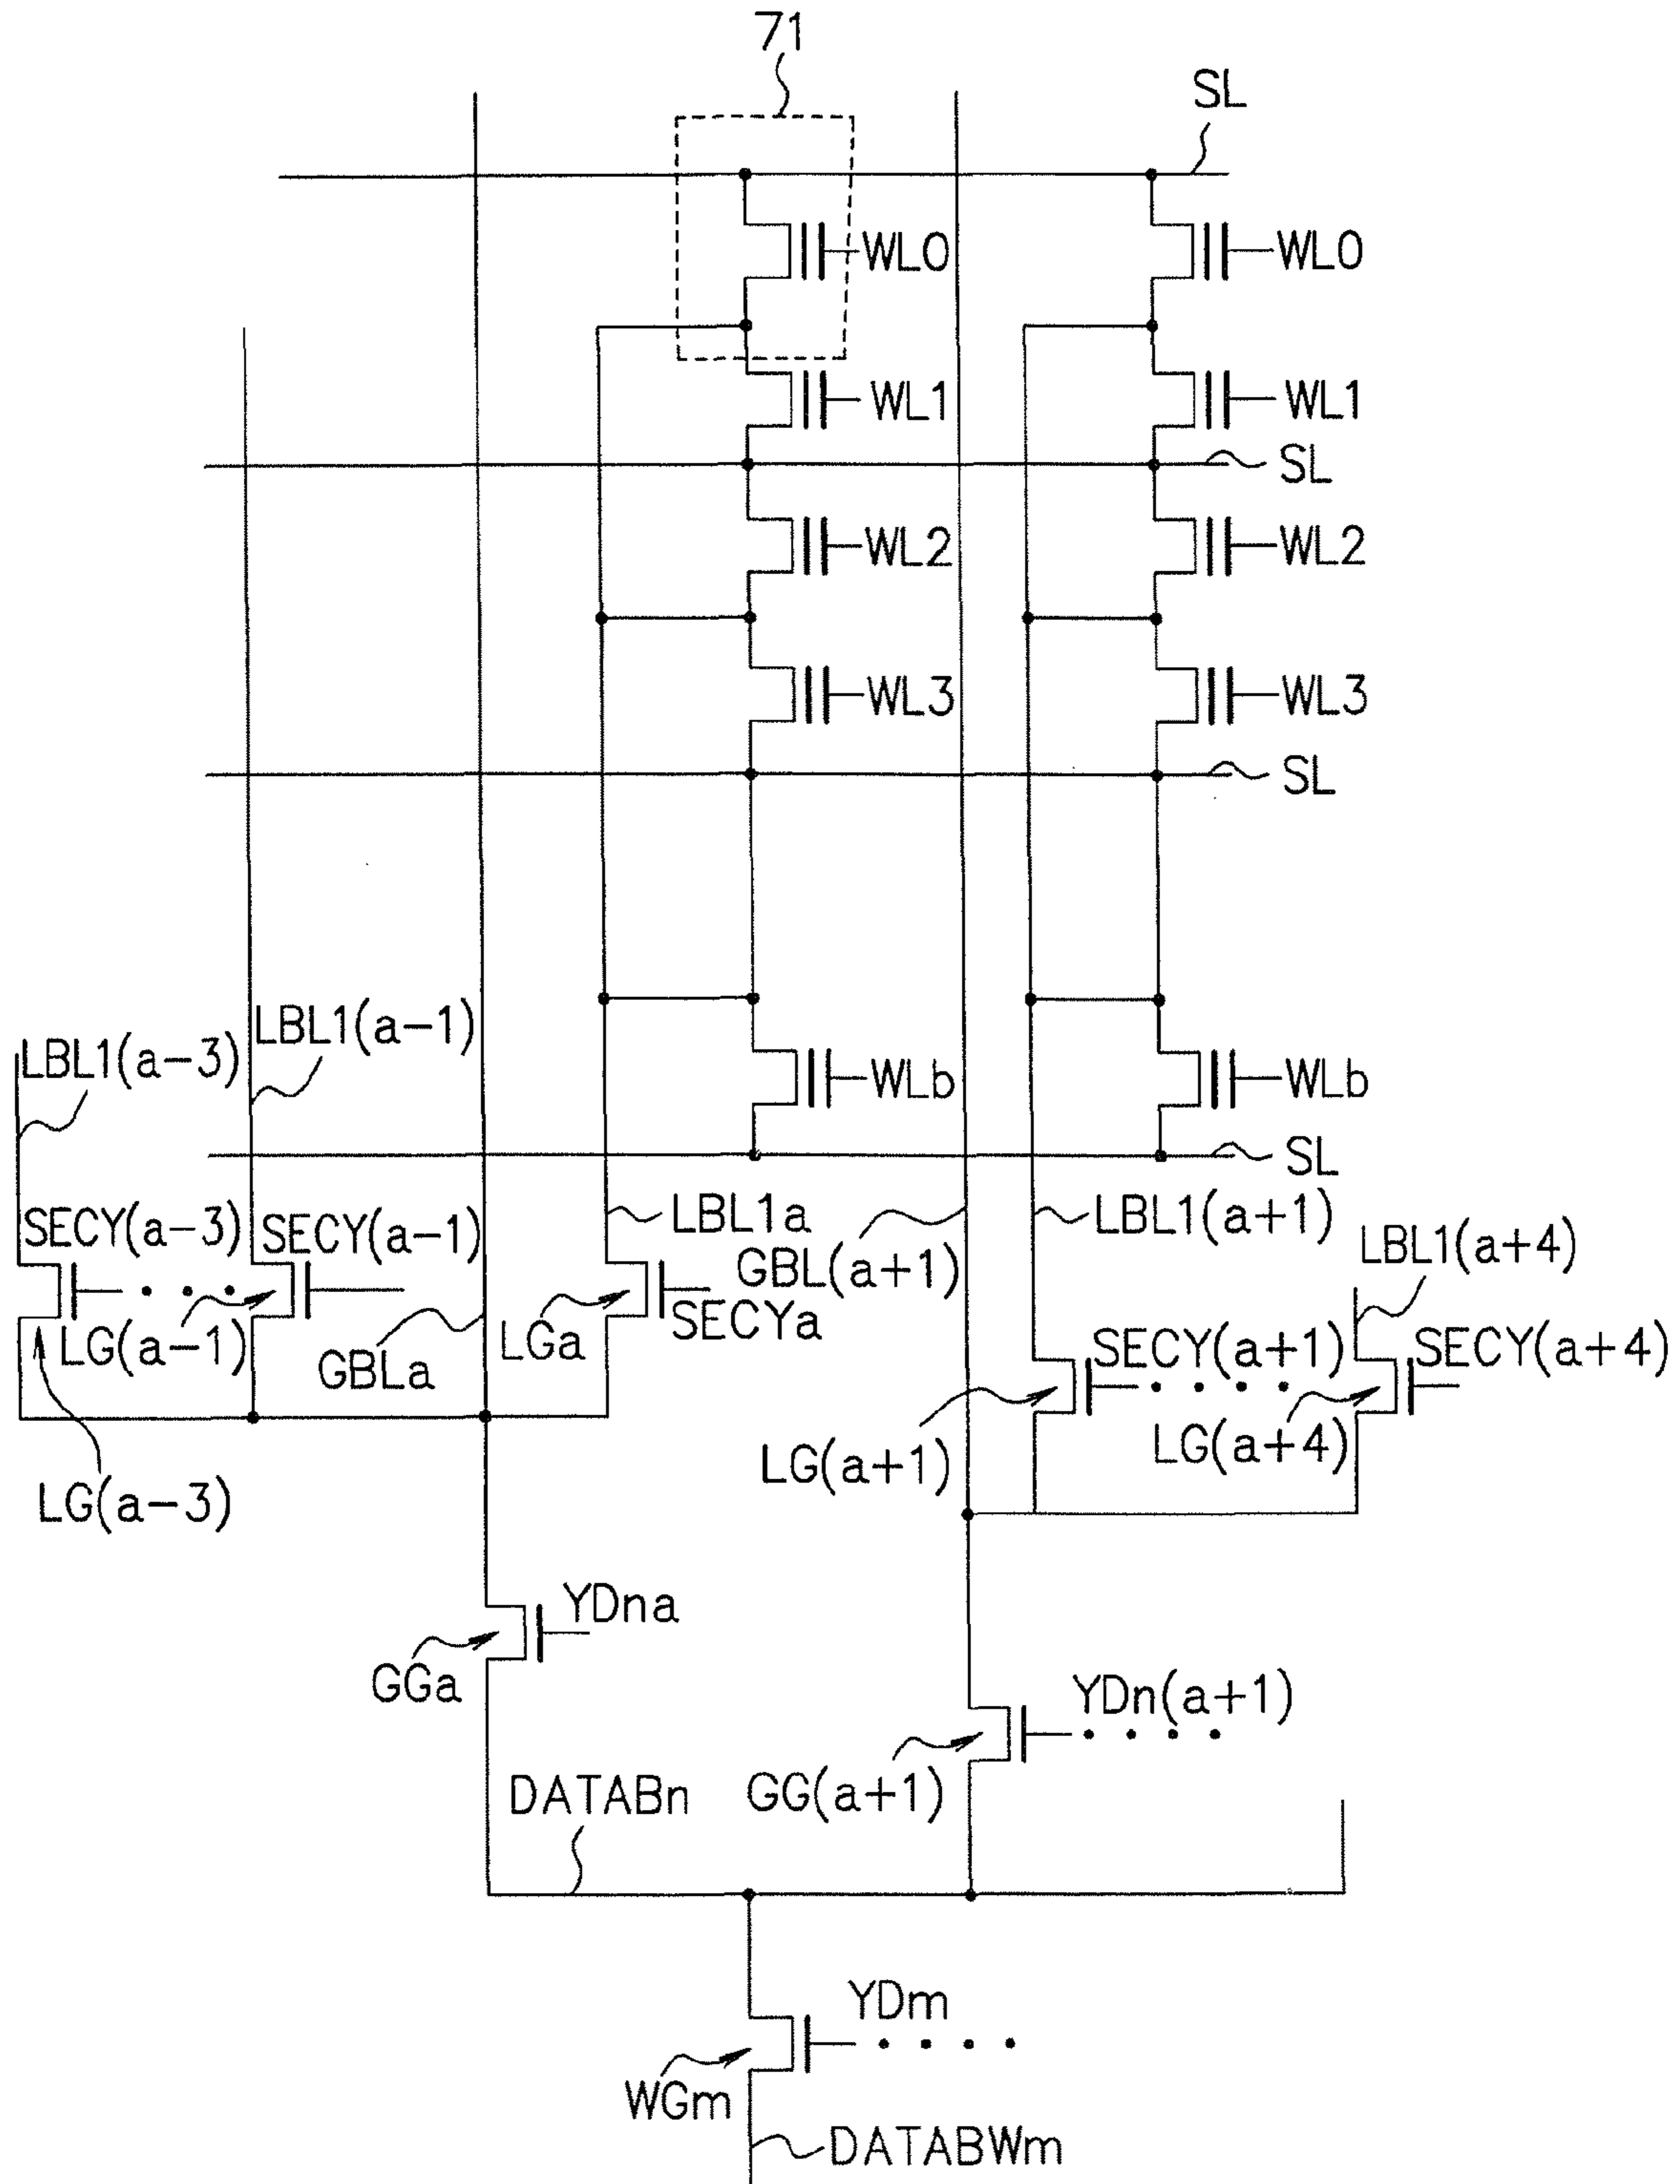 71
SL
WL0 WL0
WL1 WL1
SL
WL2 WL2
WL3 WL3
SL
LBL1(a-3) LBL1(a-1)
WLb WLb
SL
LBL1a LBL1(a+1)
SECY(a-3) SECY(a-1) GBL(a+1) LBL1(a+4)
LG(a-1) GBLa LGa SECYa SECY(a+1) SECY(a+4)
LG(a-3) LG(a+1) LG(a+4)
YDna
GGa YDn(a+1)
DATABn GG(a+1)
YDm
WGm
DATABWm